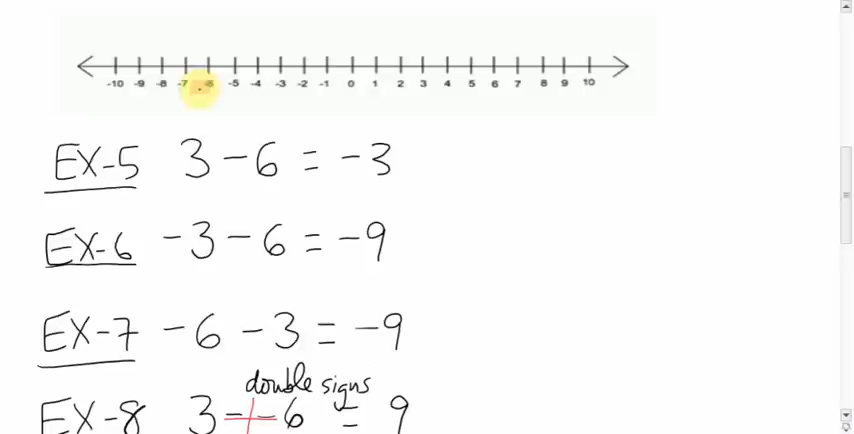 -10 -9 -8 -7 -6 -5 -4 -3 -2 -1 0 1 2 3 4 5 6 7 8 9 10
EX-5 3 - 6 = -3
EX-6 -3 - 6 = -9
EX-7 -6 - 3 = -9
double signs
EX-8 3 - -6 = 9